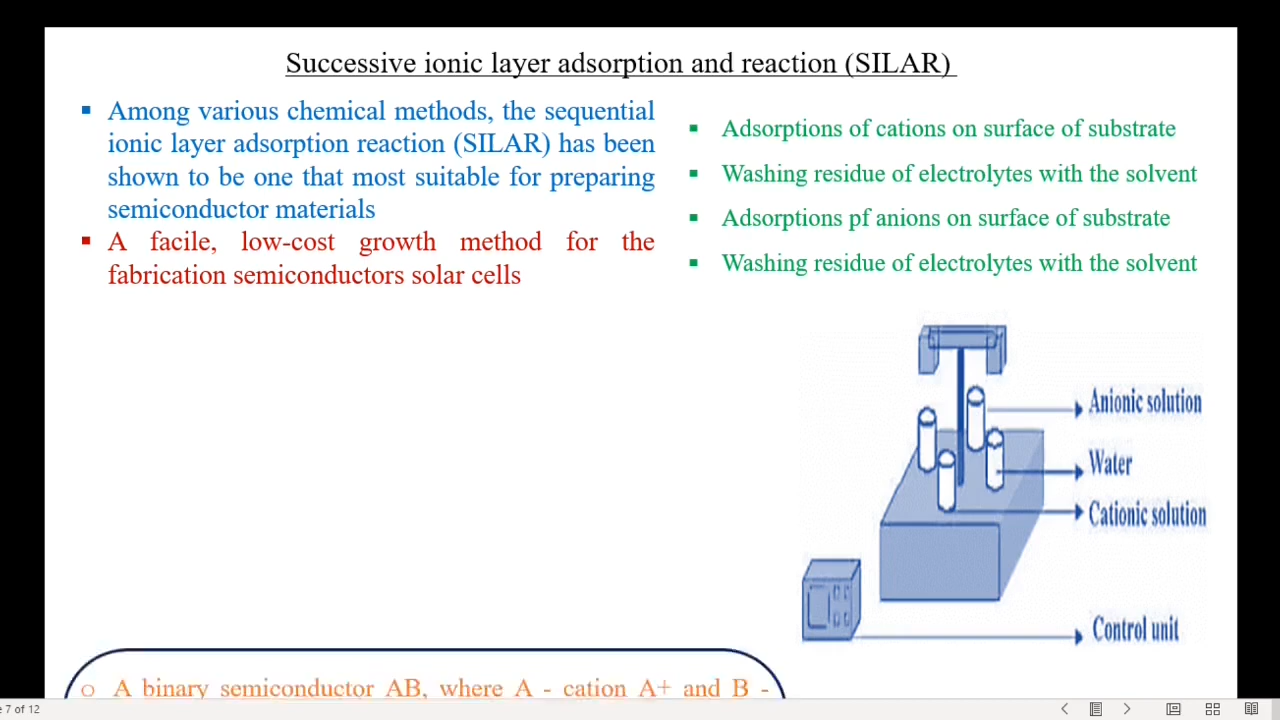 Successive ionic layer adsorption and reaction (SILAR)
▪ Among various chemical methods, the sequential
ionic layer adsorption reaction (SILAR) has been
shown to be one that most suitable for preparing
semiconductor materials
▪ A facile, low-cost growth method for the
fabrication semiconductors solar cells
▪ Adsorptions of cations on surface of substrate
▪ Washing residue of electrolytes with the solvent
▪ Adsorptions pf anions on surface of substrate
▪ Washing residue of electrolytes with the solvent
Anionic solution
Water
Cationic solution
Control unit
○ A binary semiconductor AB, where A - cation A+ and B -
7 of 12